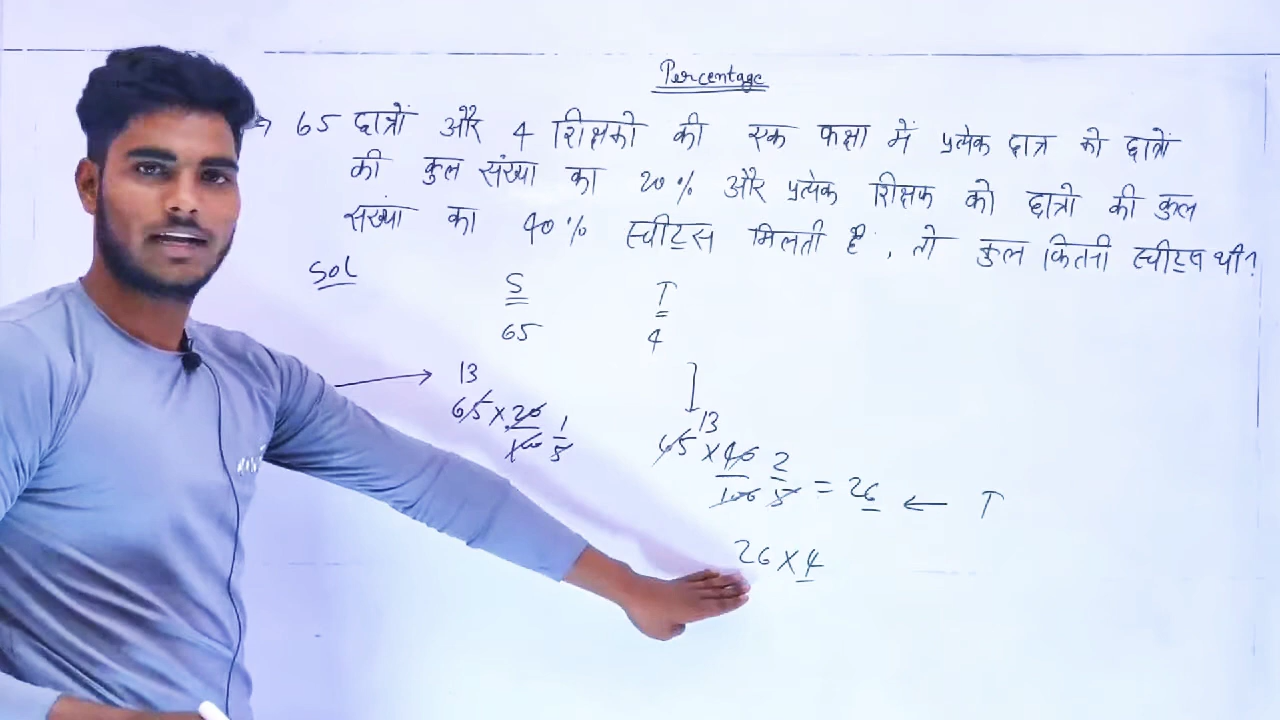 Percentage
→ 65 छात्रों और 4 शिक्षको की एक कक्षा में प्रत्येक छात्र को छात्रों
की कुल संख्या का 20% और प्रत्येक शिक्षक को छात्रो की कुल
संख्या का 40% स्वीट्स मिलती है, तो कुल कितनी स्वीट्स थी?
Sol
S T
65 4
13
65 × 20/100 1/5
13
65 × 40/100 2/5 = 26 ← T
26 × 4